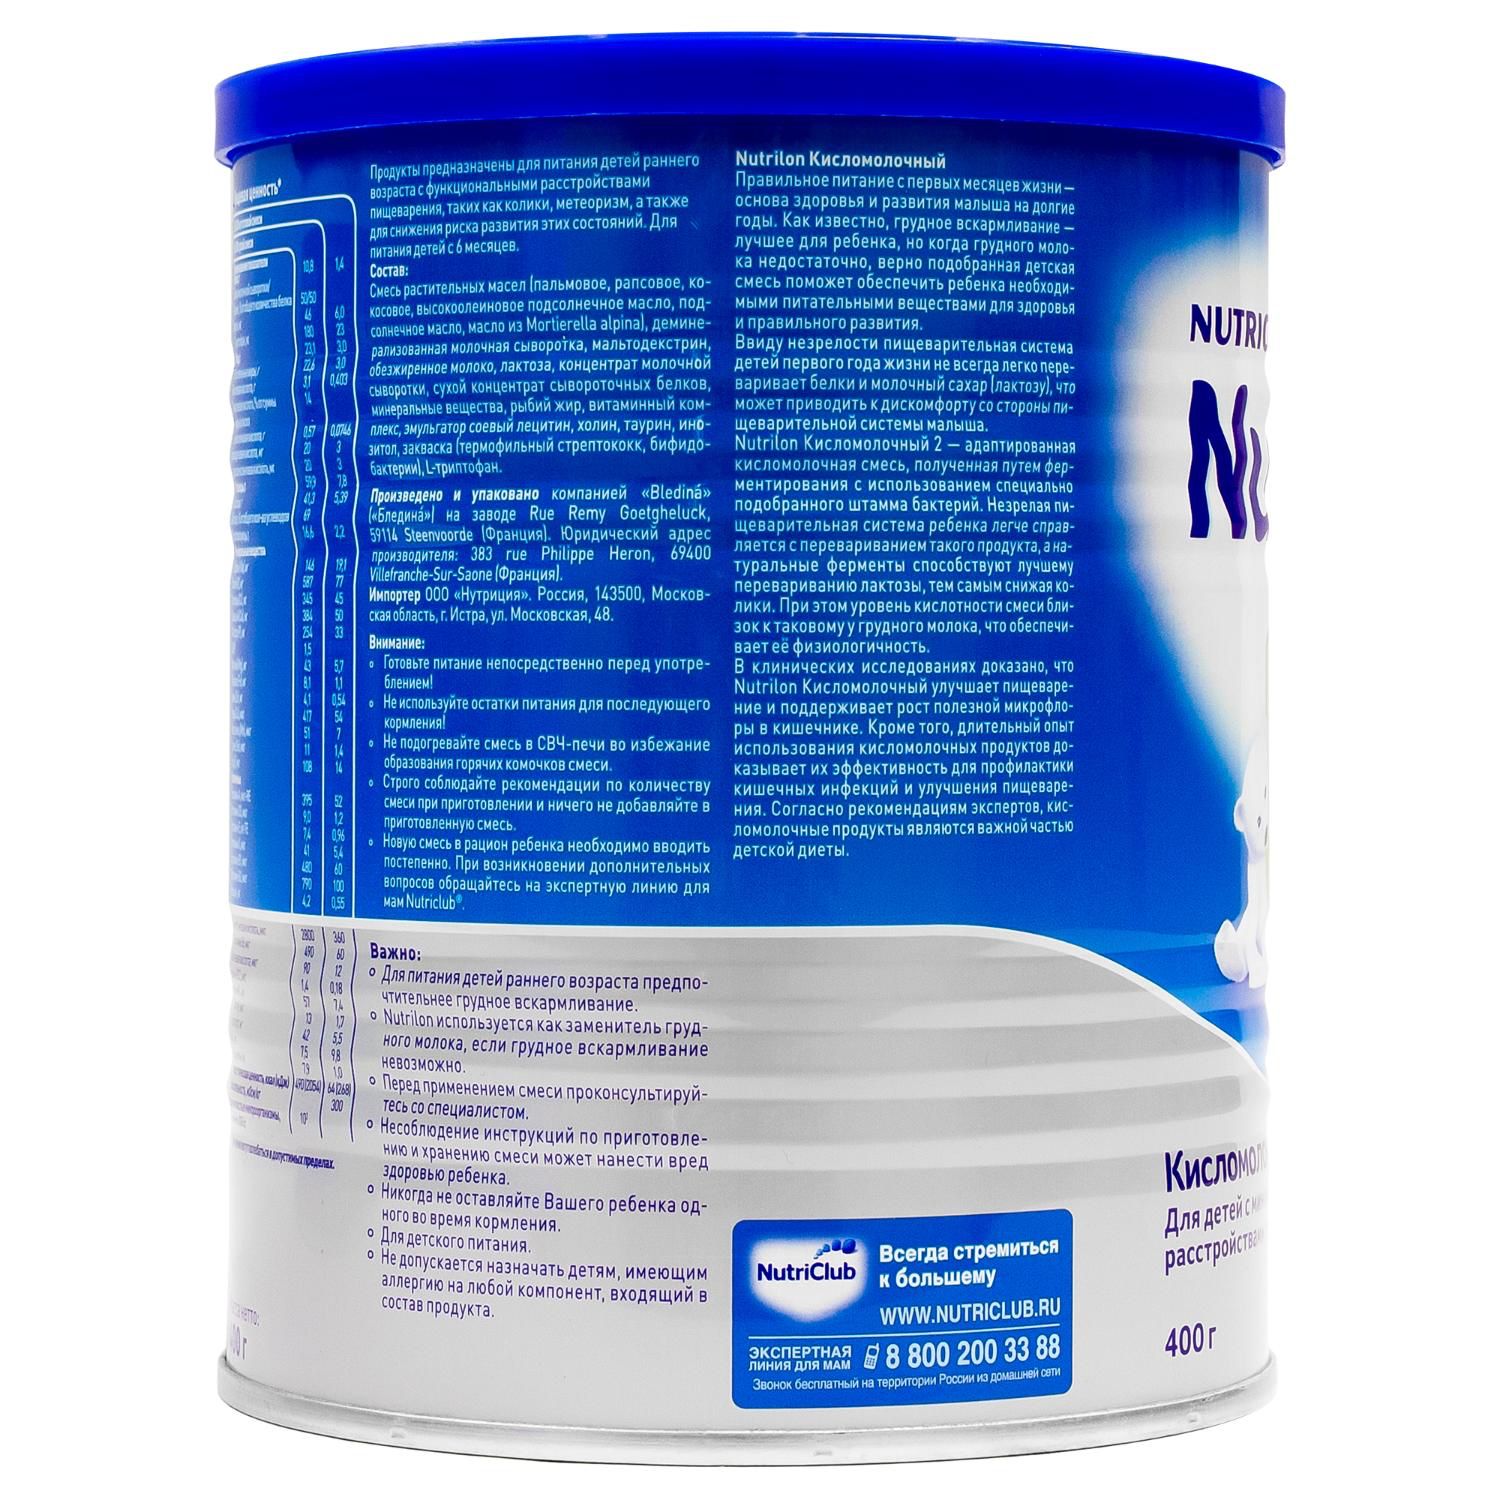 Продукты предназначены для питания детей раннего
возраста с функциональными расстройствами
пищеварения, таких как колики, метеоризм, а также
для снижения риска развития этих состояний. Для
питания детей с 6 месяцев.
Состав:
Смесь растительных масел (пальмовое, рапсовое, ко-
косовое, высокоолеиновое подсолнечное масло, под-
солнечное масло, масло из Mortierella alpina), демине-
рализованная молочная сыворотка, мальтодекстрин,
обезжиренное молоко, лактоза, концентрат молочной
сыворотки, сухой концентрат сывороточных белков,
минеральные вещества, рыбий жир, витаминный ком-
плекс, эмульгатор соевый лецитин, холин, таурин, ино-
зитол, закваска (термофильный стрептококк, бифидо-
бактерии), L-триптофан.
Произведено и упаковано компанией «Blediná»
(«Бледина́») на заводе Rue Remy Goetgheluck,
59114 Steenvoorde (Франция). Юридический адрес
производителя: 383 rue Philippe Heron, 69400
Villefranche-Sur-Saone (Франция).
Импортер ООО «Нутриция». Россия, 143500, Москов-
ская область, г. Истра, ул. Московская, 48.
Внимание:
° Готовьте питание непосредственно перед употре-
блением!
° Не используйте остатки питания для последующего
кормления!
° Не подогревайте смесь в СВЧ-печи во избежание
образования горячих комочков смеси.
° Строго соблюдайте рекомендации по количеству
смеси при приготовлении и ничего не добавляйте в
приготовленную смесь.
° Новую смесь в рацион ребенка необходимо вводить
постепенно. При возникновении дополнительных
вопросов обращайтесь на экспертную линию для
мам Nutriclub®.
Важно:
° Для питания детей раннего возраста предпо-
чтительнее грудное вскармливание.
° Nutrilon используется как заменитель груд-
ного молока, если грудное вскармливание
невозможно.
° Перед применением смеси проконсультируй-
тесь со специалистом.
° Несоблюдение инструкций по приготовле-
нию и хранению смеси может нанести вред
здоровью ребенка.
° Никогда не оставляйте Вашего ребенка од-
ного во время кормления.
° Для детского питания.
° Не допускается назначать детям, имеющим
аллергию на любой компонент, входящий в
состав продукта.
Nutrilon Кисломолочный
Правильное питание с первых месяцев жизни —
основа здоровья и развития малыша на долгие
годы. Как известно, грудное вскармливание —
лучшее для ребенка, но когда грудного моло-
ка недостаточно, верно подобранная детская
смесь поможет обеспечить ребенка необходи-
мыми питательными веществами для здоровья
и правильного развития.
Ввиду незрелости пищеварительная система
детей первого года жизни не всегда легко пере-
варивает белки и молочный сахар (лактозу), что
может приводить к дискомфорту со стороны пи-
щеварительной системы малыша.
Nutrilon Кисломолочный 2 — адаптированная
кисломолочная смесь, полученная путем фер-
ментирования с использованием специально
подобранного штамма бактерий. Незрелая пи-
щеварительная система ребенка легче справ-
ляется с перевариванием такого продукта, а на-
туральные ферменты способствуют лучшему
перевариванию лактозы, тем самым снижая ко-
лики. При этом уровень кислотности смеси бли-
зок к таковому у грудного молока, что обеспечи-
вает её физиологичность.
В клинических исследованиях доказано, что
Nutrilon Кисломолочный улучшает пищеваре-
ние и поддерживает рост полезной микрофло-
ры в кишечнике. Кроме того, длительный опыт
использования кисломолочных продуктов до-
казывает их эффективность для профилактики
кишечных инфекций и улучшения пищеваре-
ния. Согласно рекомендациям экспертов, кис-
ломолочные продукты являются важной частью
детской диеты.
NutriClub
Всегда стремиться
к большему
WWW.NUTRICLUB.RU
ЭКСПЕРТНАЯ
ЛИНИЯ ДЛЯ МАМ
8 800 200 33 88
Звонок бесплатный на территории России из домашней сети
NUTRIC
NU
Кисломоло
Для детей с мин
расстройствам
400 г